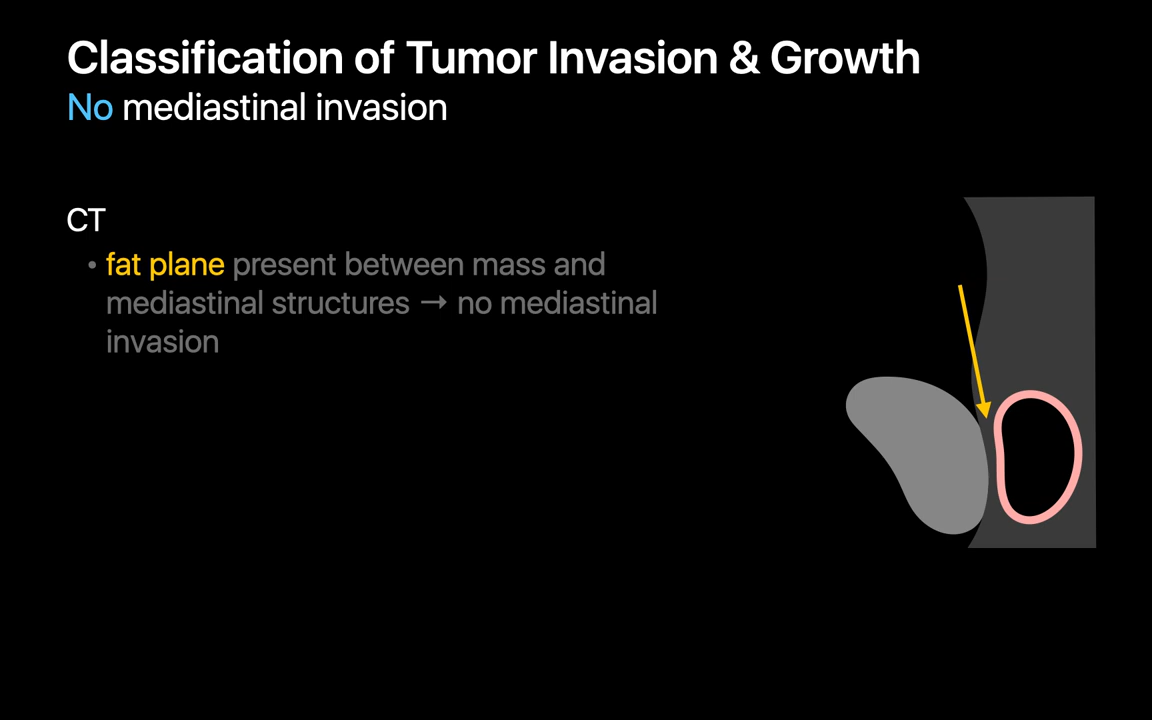 Classification of Tumor Invasion & Growth
No mediastinal invasion
CT
• fat plane present between mass and
mediastinal structures → no mediastinal
invasion